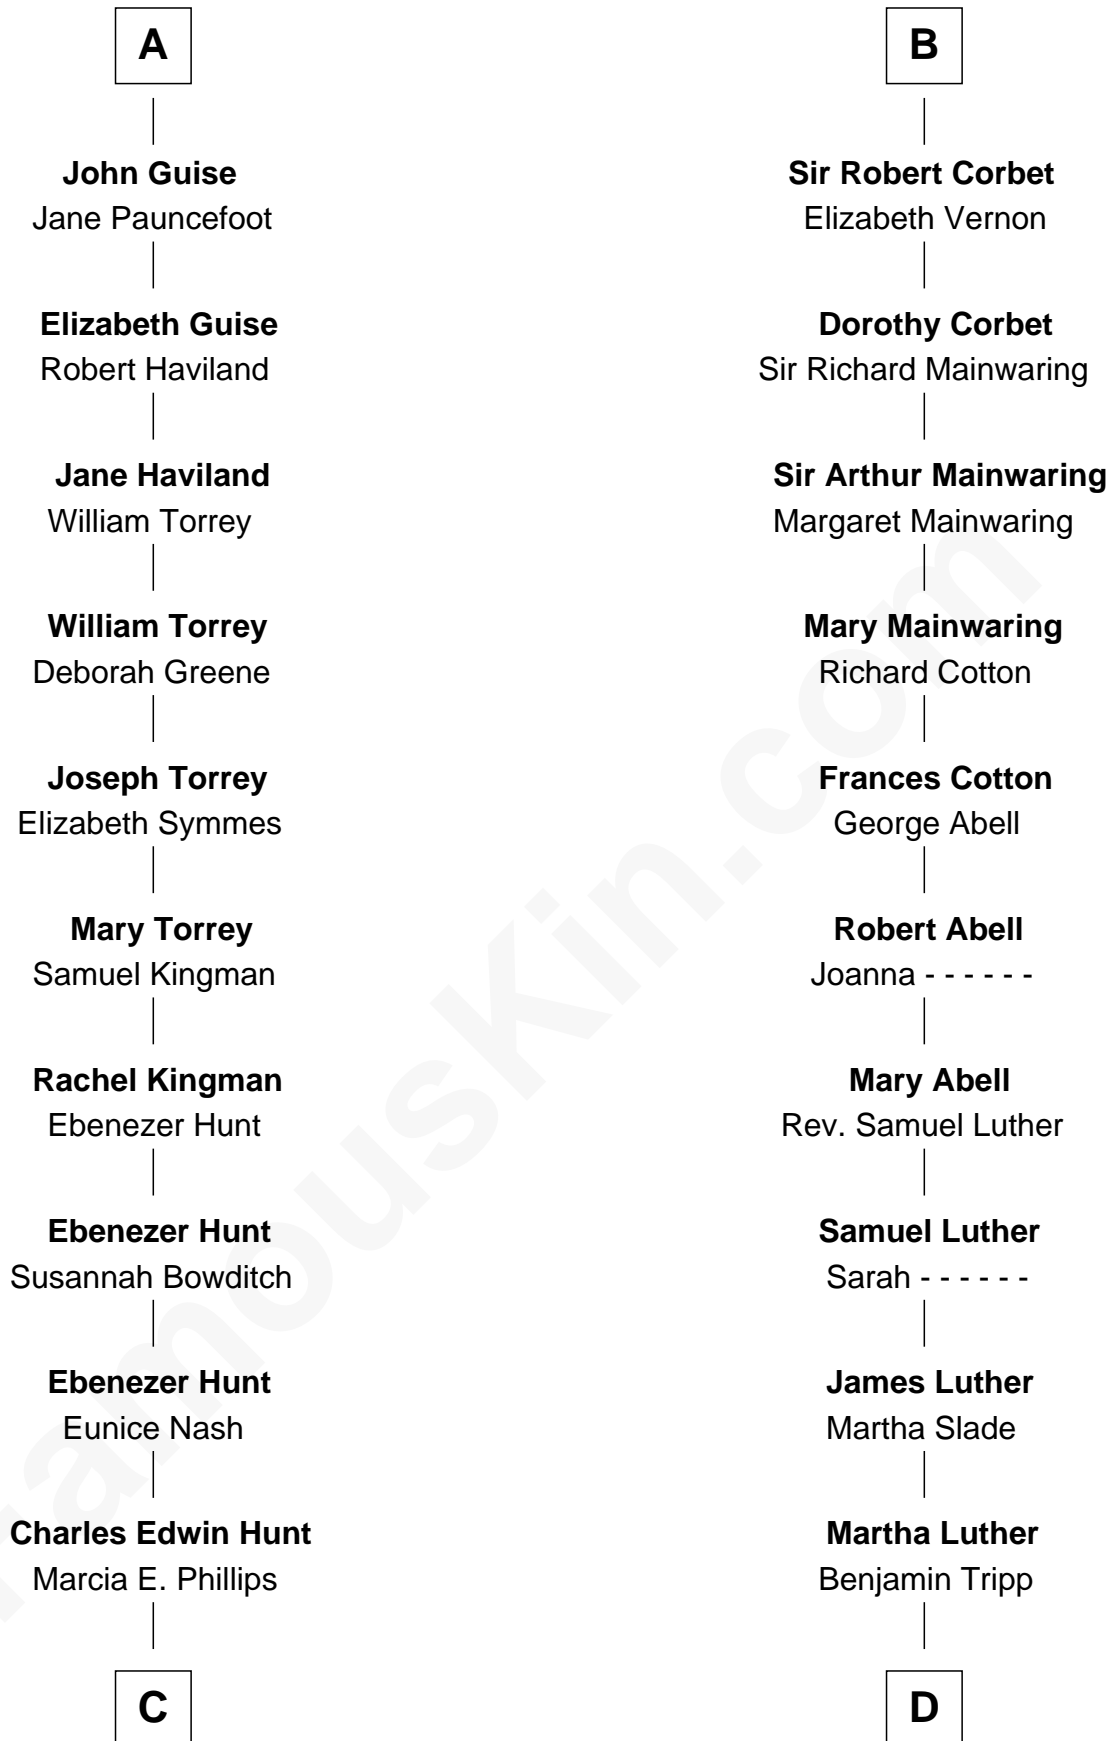 A
John Guise
Jane Pauncefoot
Elizabeth Guise
Robert Haviland
Jane Haviland
William Torrey
William Torrey
Deborah Greene
Joseph Torrey
Elizabeth Symmes
Mary Torrey
Samuel Kingman
Rachel Kingman
Ebenezer Hunt
Ebenezer Hunt
Susannah Bowditch
Ebenezer Hunt
Eunice Nash
Charles Edwin Hunt
Marcia E. Phillips
C
B
Sir Robert Corbet
Elizabeth Vernon
Dorothy Corbet
Sir Richard Mainwaring
Sir Arthur Mainwaring
Margaret Mainwaring
Mary Mainwaring
Richard Cotton
Frances Cotton
George Abell
Robert Abell
Joanna - - - - - -
Mary Abell
Rev. Samuel Luther
Samuel Luther
Sarah - - - - - -
James Luther
Martha Slade
Martha Luther
Benjamin Tripp
D
FamousKin.com